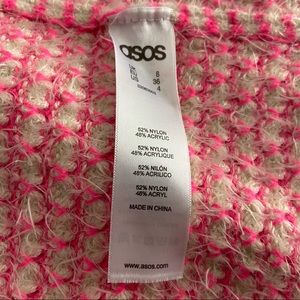 asos
8
36
4
52% NYLON
48% ACRYLIC
52% NYLON
48% ACRYLIQUE
52% NILÓN
48% ACRILICO
52% NYLON
48% ACRYL
MADE IN CHINA
www.asos.com